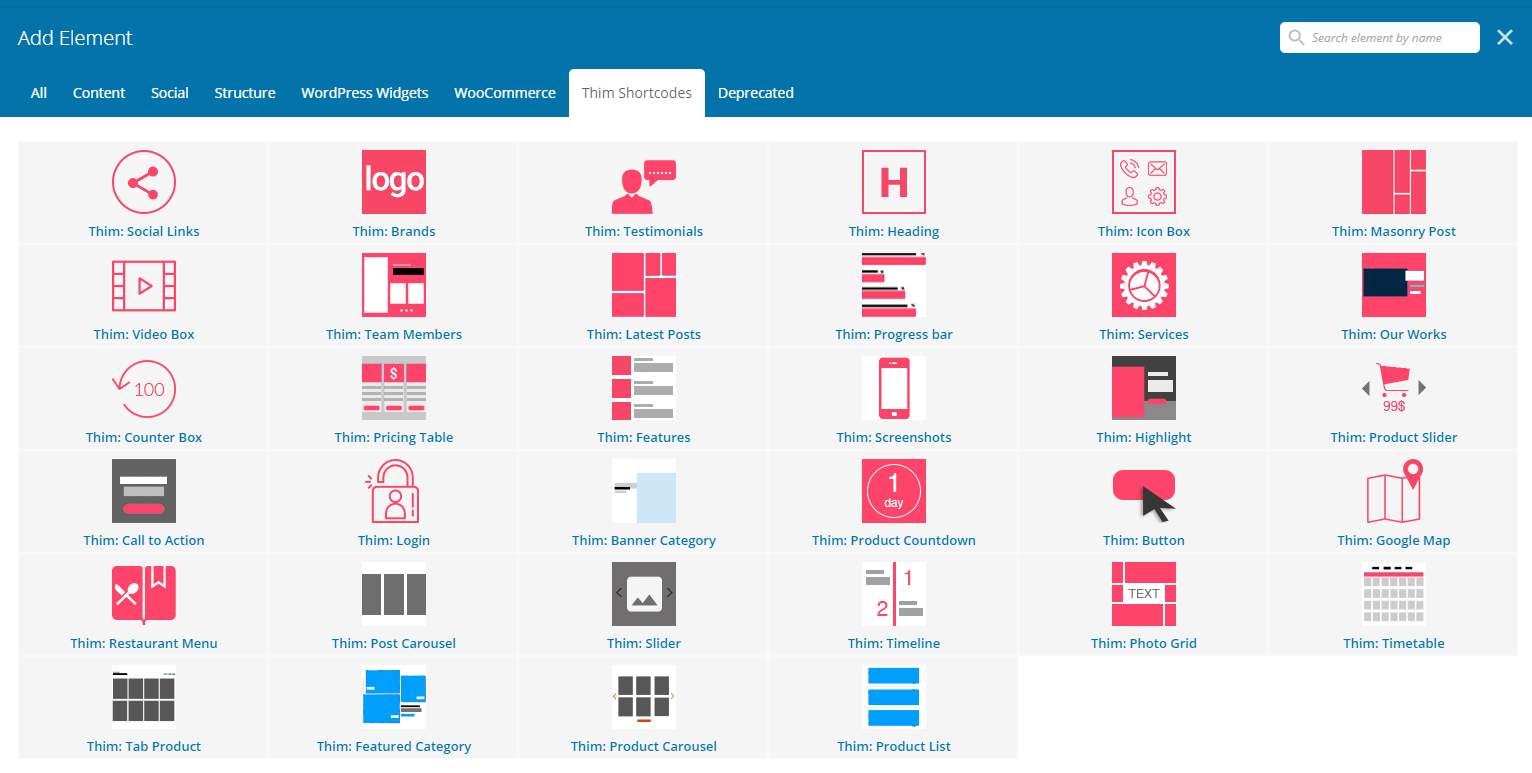 Add Element
Search element by name
All Content Social Structure WordPress Widgets WooCommerce Thim Shortcodes Deprecated
logo
H
Thim: Social Links Thim: Brands Thim: Testimonials Thim: Heading Thim: Icon Box Thim: Masonry Post
Thim: Video Box Thim: Team Members Thim: Latest Posts Thim: Progress bar Thim: Services Thim: Our Works
100
$
99$
Thim: Counter Box Thim: Pricing Table Thim: Features Thim: Screenshots Thim: Highlight Thim: Product Slider
1
day
Thim: Call to Action Thim: Login Thim: Banner Category Thim: Product Countdown Thim: Button Thim: Google Map
1
2
TEXT
Thim: Restaurant Menu Thim: Post Carousel Thim: Slider Thim: Timeline Thim: Photo Grid Thim: Timetable
Thim: Tab Product Thim: Featured Category Thim: Product Carousel Thim: Product List